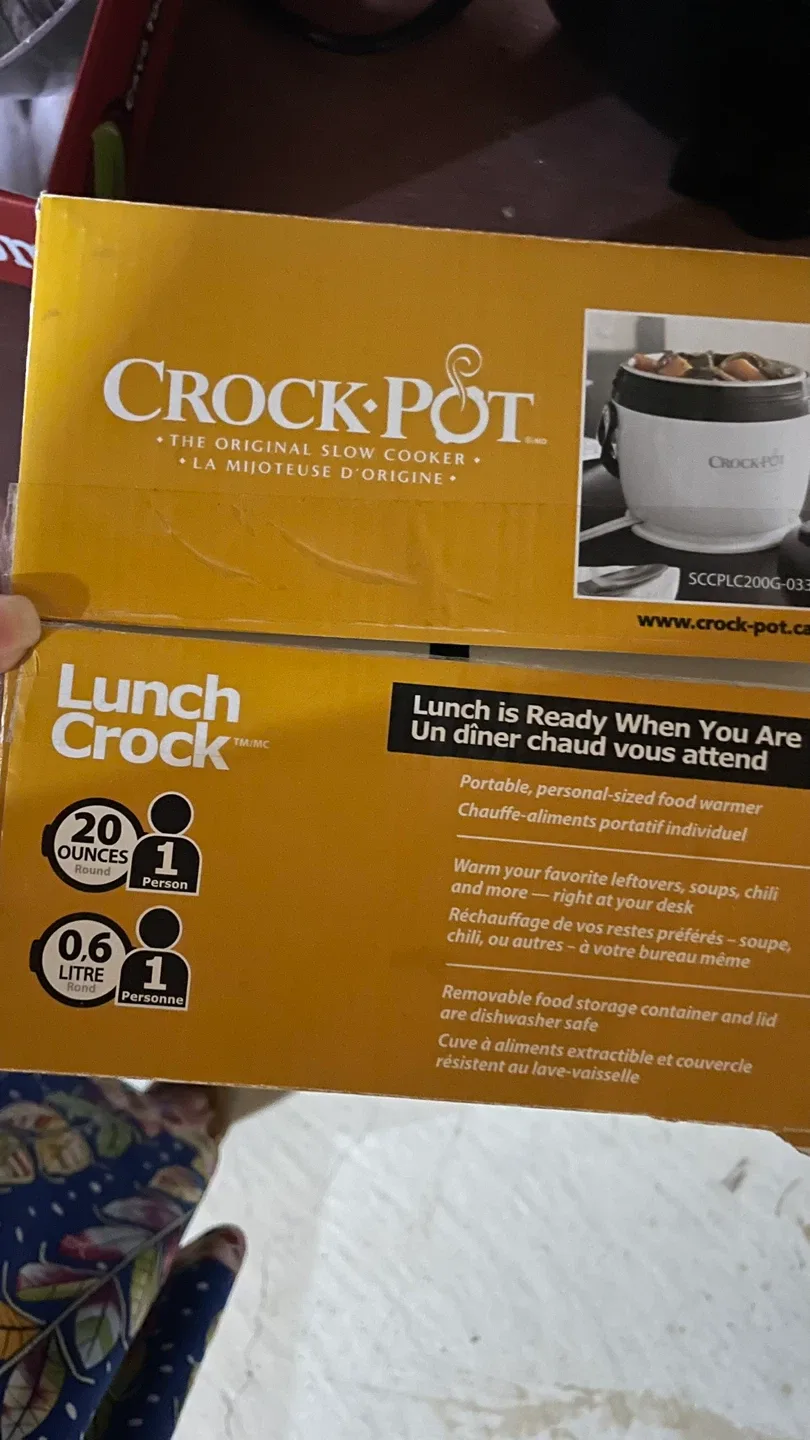 CROCK·POT
• THE ORIGINAL SLOW COOKER •
• LA MIJOTEUSE D'ORIGINE •
CROCK·POT
SCCPLC200G-033
www.crock-pot.ca
Lunch
Crock TM/MC
20
OUNCES
Round
1
Person
0,6
LITRE
Rond
1
Personne
Lunch is Ready When You Are
Un dîner chaud vous attend
Portable, personal-sized food warmer
Chauffe-aliments portatif individuel
Warm your favorite leftovers, soups, chili
and more — right at your desk
Réchauffage de vos restes préférés – soupe,
chili, ou autres – à votre bureau même
Removable food storage container and lid
are dishwasher safe
Cuve à aliments extractible et couvercle
résistent au lave-vaisselle